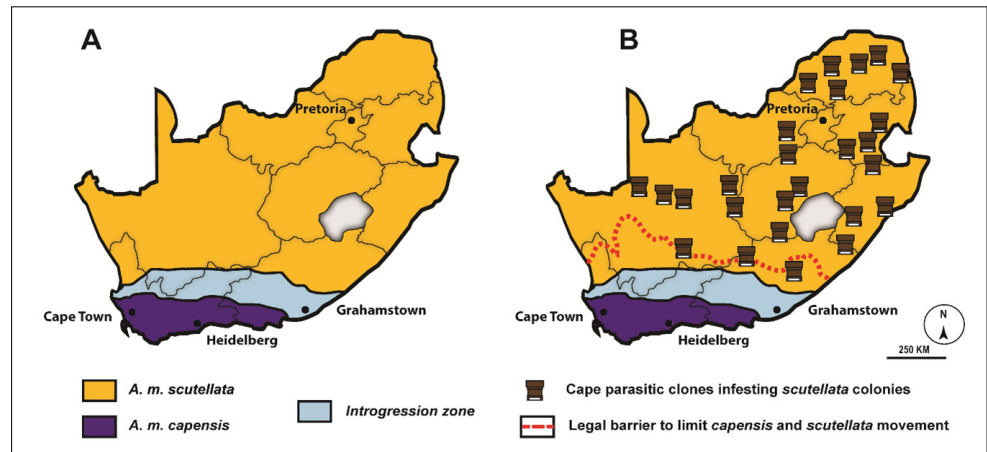 A
B
Pretoria
Pretoria
Cape Town
Heidelberg
Grahamstown
Cape Town
Heidelberg
Grahamstown
N
250 KM
A. m. scutellata
A. m. capensis
Introgression zone
Cape parasitic clones infesting scutellata colonies
Legal barrier to limit capensis and scutellata movement